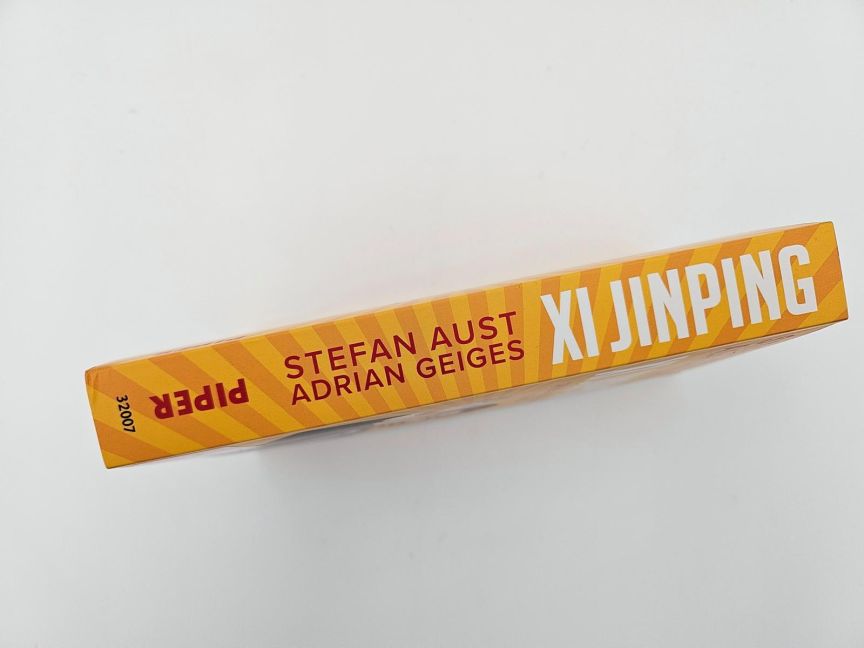 STEFAN AUST
ADRIAN GEIGES
XI JINPING
PIPER
32007